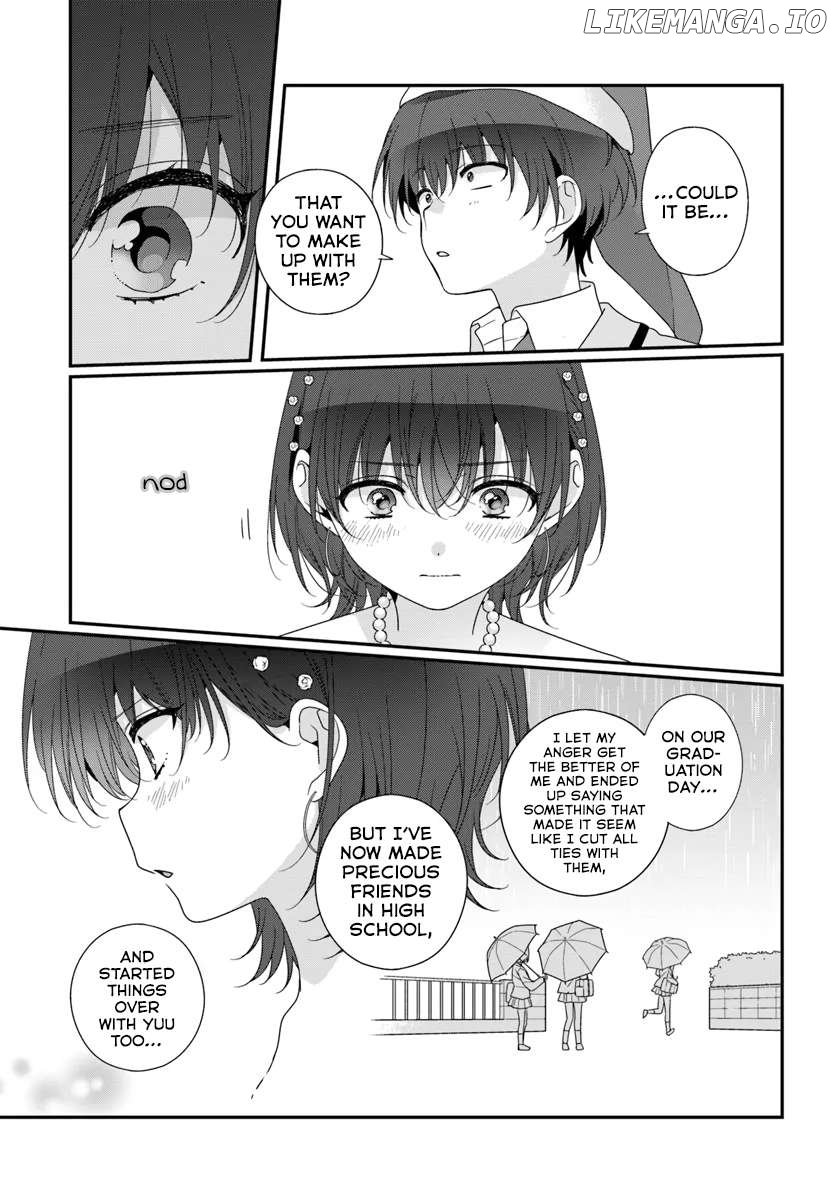 LIKEMANGA.IO
...COULD
IT BE...
THAT
YOU WANT
TO MAKE
UP WITH
THEM?
nod
ON OUR
GRAD-
UATION
DAY...
I LET MY
ANGER GET
THE BETTER OF
ME AND ENDED
UP SAYING
SOMETHING THAT
MADE IT SEEM
LIKE I CUT ALL
TIES WITH
THEM,
BUT I'VE
NOW MADE
PRECIOUS
FRIENDS
IN HIGH
SCHOOL,
AND
STARTED
THINGS
OVER
WITH YUU
TOO...